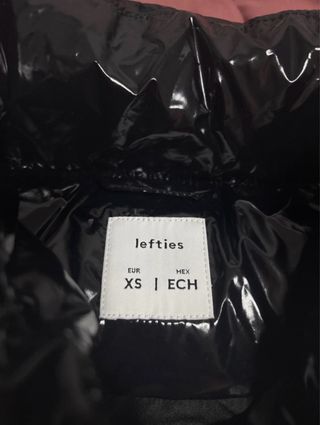 lefties
EUR MEX
XS | ECH